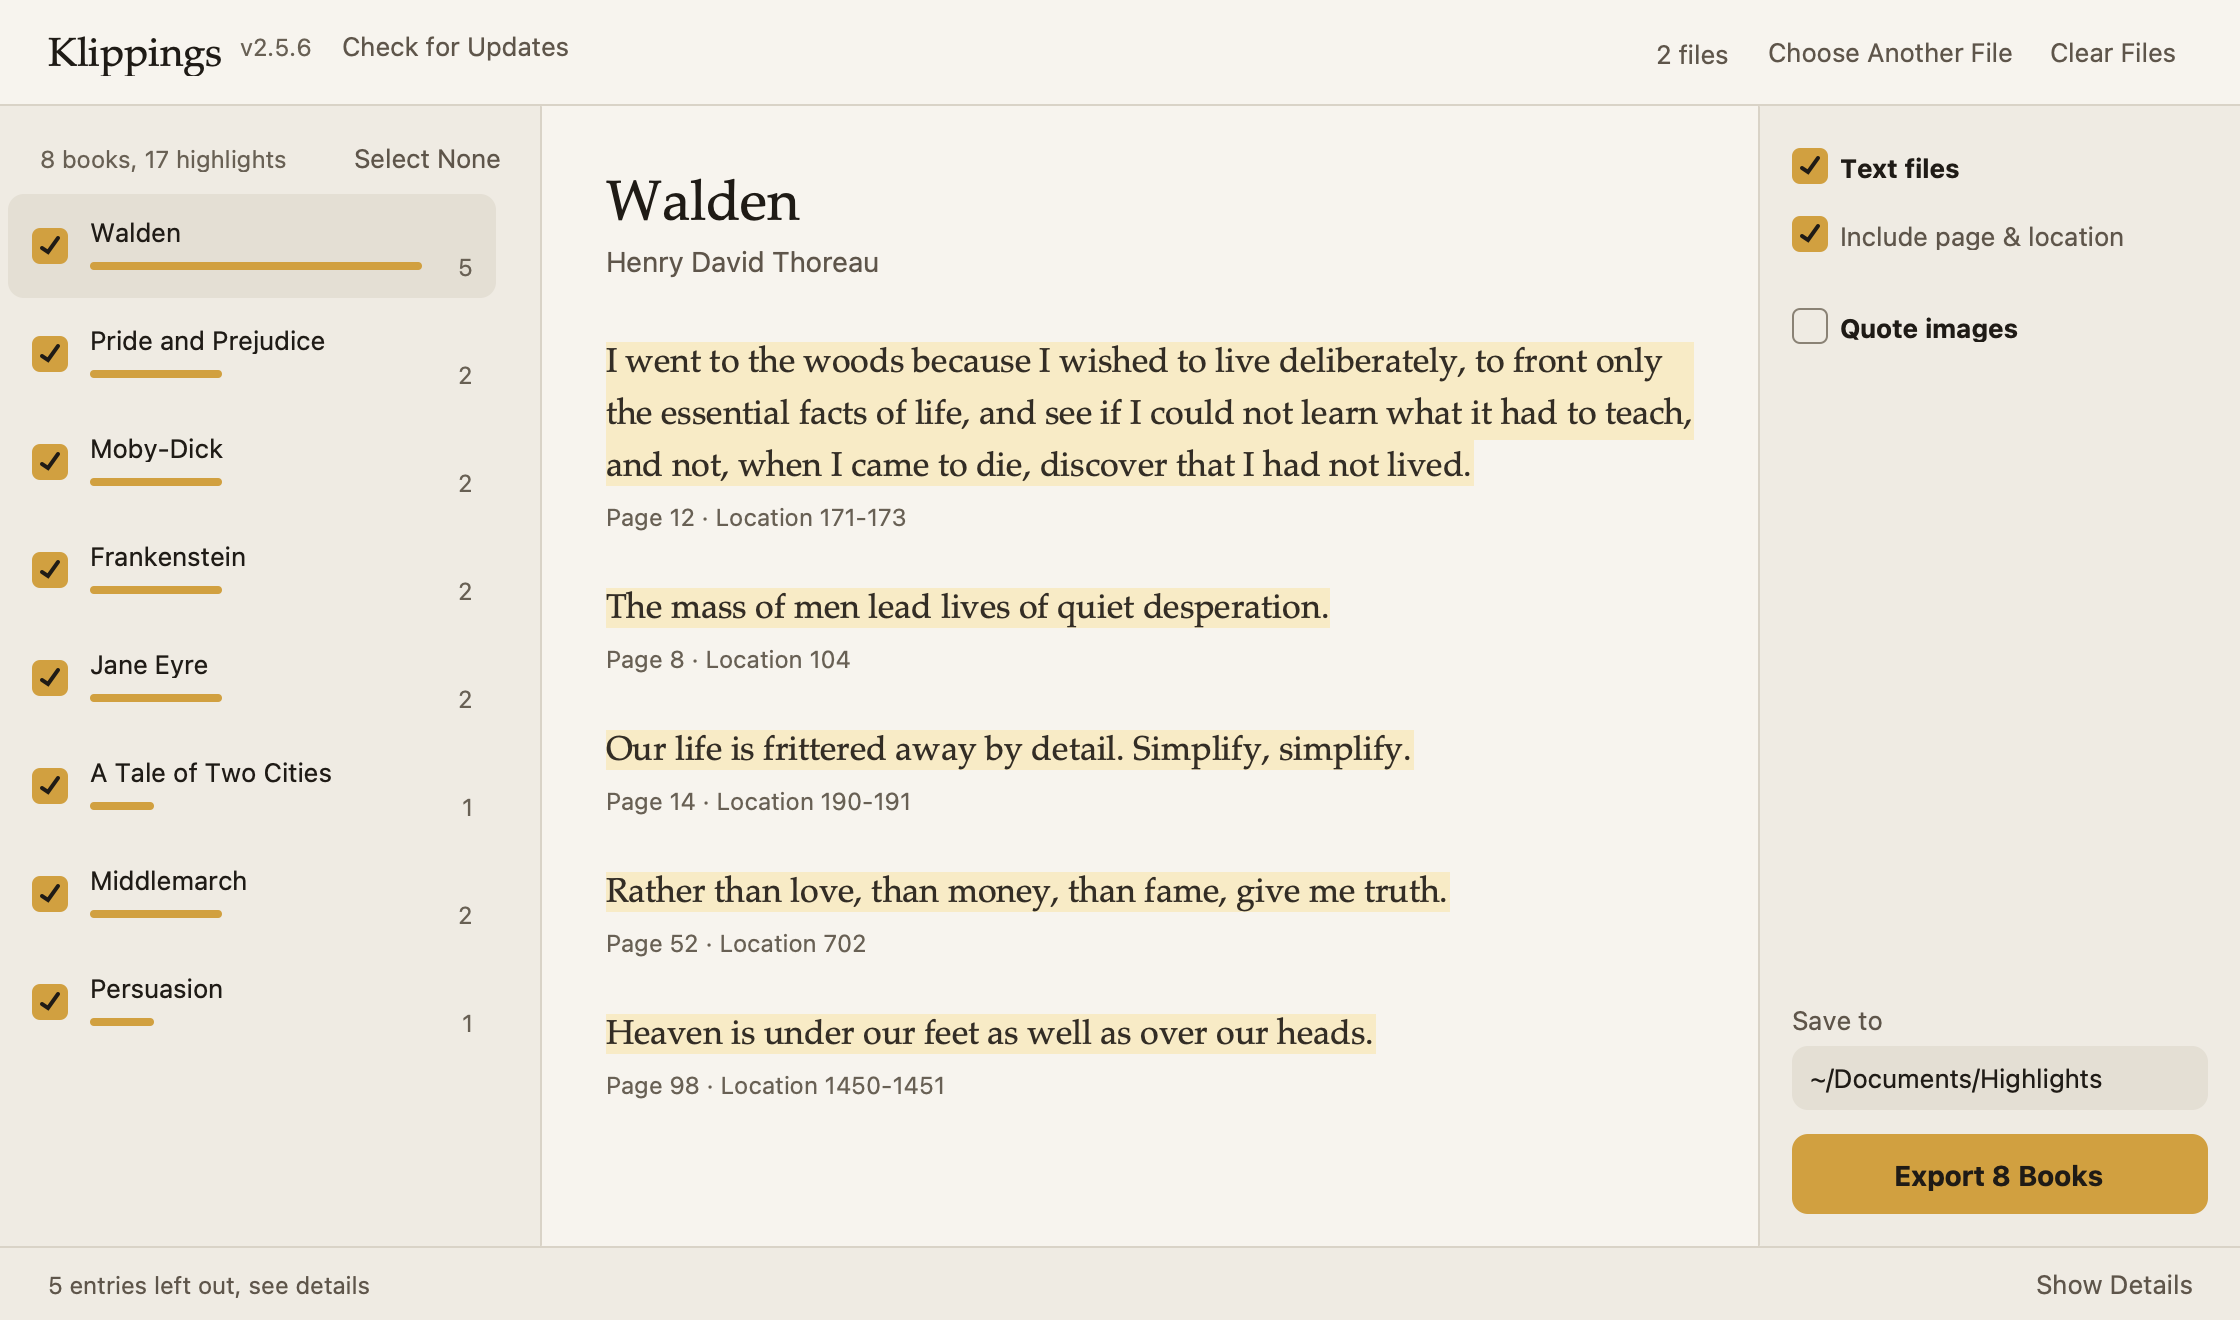 Klippings v2.5.6 Check for Updates
2 files Choose Another File Clear Files
8 books, 17 highlights Select None
Walden
5
Pride and Prejudice
2
Moby-Dick
2
Frankenstein
2
Jane Eyre
2
A Tale of Two Cities
1
Middlemarch
2
Persuasion
1
Walden
Henry David Thoreau
I went to the woods because I wished to live deliberately, to front only
the essential facts of life, and see if I could not learn what it had to teach,
and not, when I came to die, discover that I had not lived.
Page 12 · Location 171-173
The mass of men lead lives of quiet desperation.
Page 8 · Location 104
Our life is frittered away by detail. Simplify, simplify.
Page 14 · Location 190-191
Rather than love, than money, than fame, give me truth.
Page 52 · Location 702
Heaven is under our feet as well as over our heads.
Page 98 · Location 1450-1451
Text files
Include page & location
Quote images
Save to
~/Documents/Highlights
Export 8 Books
5 entries left out, see details
Show Details